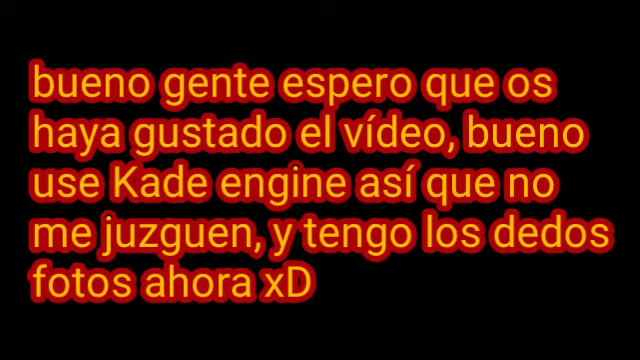 bueno gente espero que os
haya gustado el vídeo, bueno
use Kade engine así que no
me juzguen, y tengo los dedos
fotos ahora xD